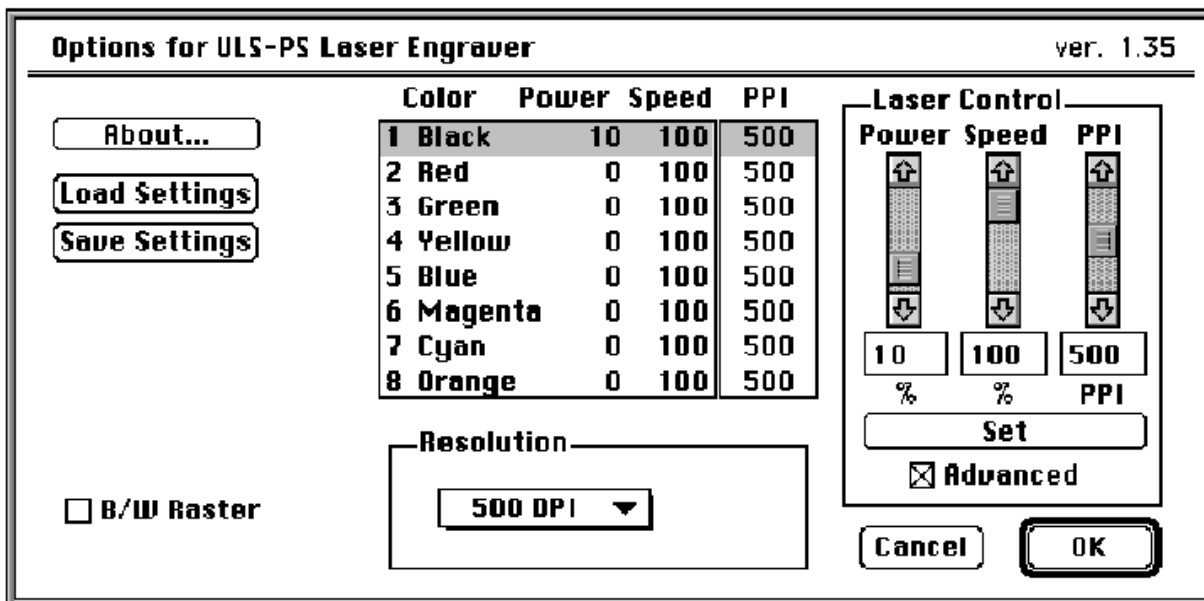 Options for ULS-PS Laser Engraver
ver. 1.35
About...
Load Settings
Save Settings
B/W Raster
Color Power Speed PPI
1 Black 10 100 500
2 Red 0 100 500
3 Green 0 100 500
4 Yellow 0 100 500
5 Blue 0 100 500
6 Magenta 0 100 500
7 Cyan 0 100 500
8 Orange 0 100 500
Resolution
500 DPI
Laser Control
Power Speed PPI
10 100 500
% % PPI
Set
Advanced
Cancel
OK